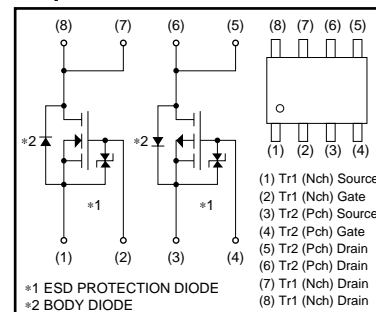 (8) (7) (6) (5)
(8) (7) (6) (5)
∗2
∗2
∗1
∗1
(1) (2) (3) (4)
(1) (2) (3) (4)
(1) Tr1 (Nch) Source
(2) Tr1 (Nch) Gate
(3) Tr2 (Pch) Source
(4) Tr2 (Pch) Gate
(5) Tr2 (Pch) Drain
(6) Tr2 (Pch) Drain
(7) Tr1 (Nch) Drain
(8) Tr1 (Nch) Drain
∗1 ESD PROTECTION DIODE
∗2 BODY DIODE